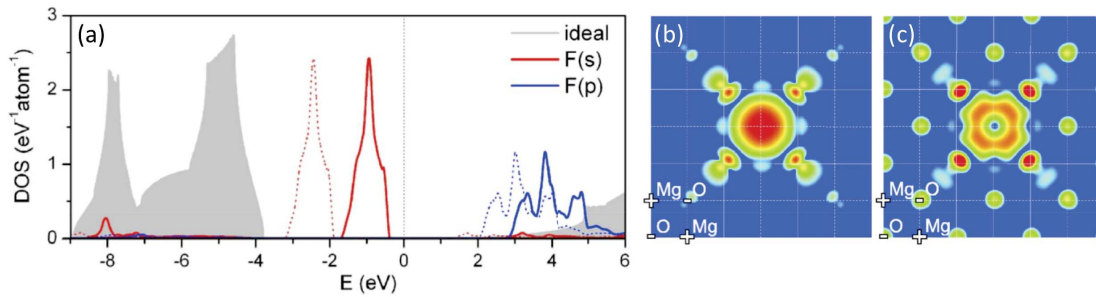 (a)
ideal
F(s)
F(p)
DOS (eV⁻¹atom⁻¹)
3
2
1
0
-8 -6 -4 -2 0 2 4 6
E (eV)
(b)
Mg O
O Mg
(c)
Mg O
O Mg